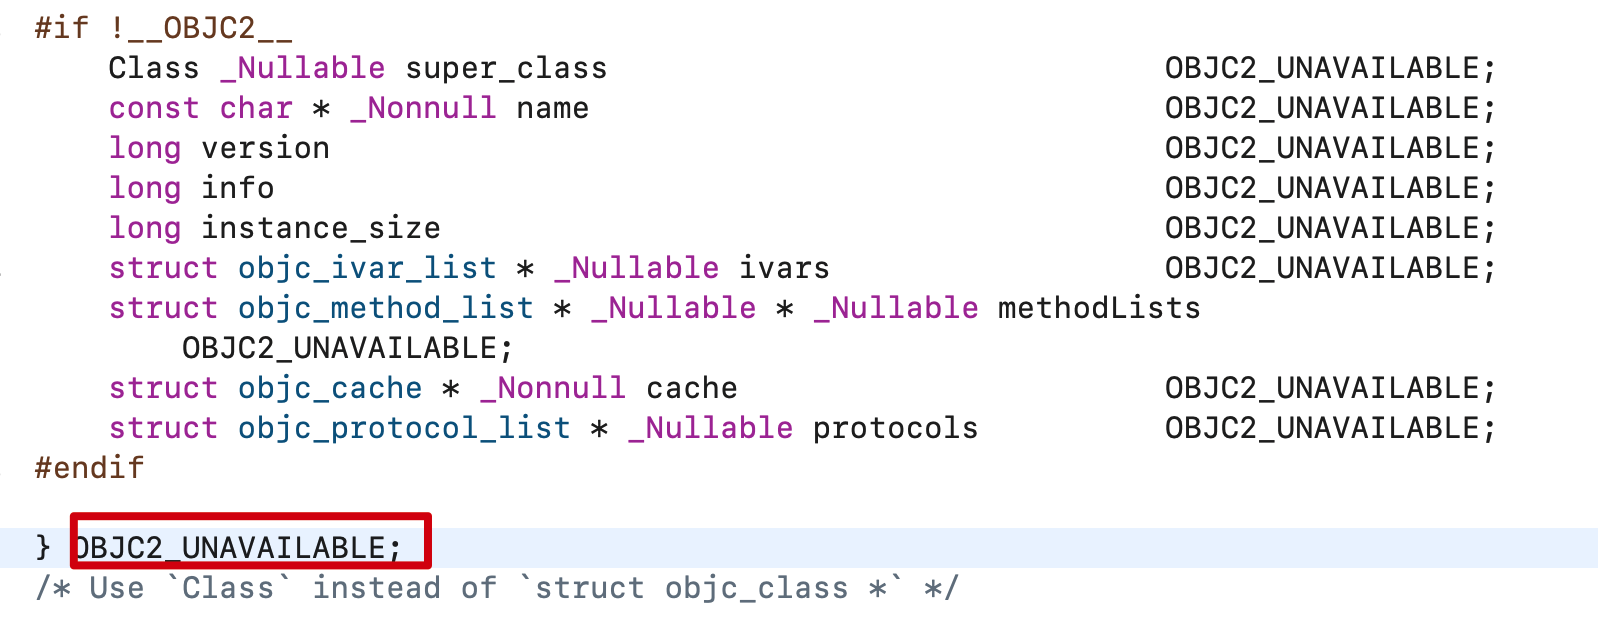 #if !__OBJC2__
Class _Nullable super_class OBJC2_UNAVAILABLE;
const char * _Nonnull name OBJC2_UNAVAILABLE;
long version OBJC2_UNAVAILABLE;
long info OBJC2_UNAVAILABLE;
long instance_size OBJC2_UNAVAILABLE;
struct objc_ivar_list * _Nullable ivars OBJC2_UNAVAILABLE;
struct objc_method_list * _Nullable * _Nullable methodLists
OBJC2_UNAVAILABLE;
struct objc_cache * _Nonnull cache OBJC2_UNAVAILABLE;
struct objc_protocol_list * _Nullable protocols OBJC2_UNAVAILABLE;
#endif
} OBJC2_UNAVAILABLE;
/* Use `Class` instead of `struct objc_class *` */